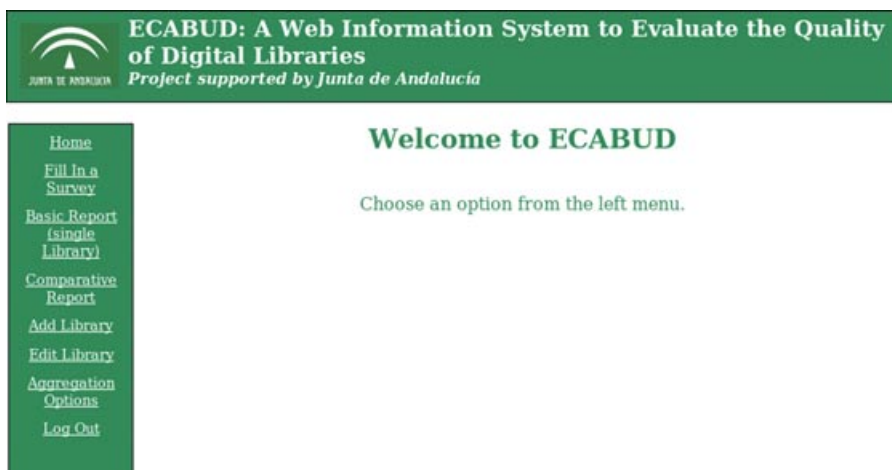 ECABUD: A Web Information System to Evaluate the Quality
of Digital Libraries
Project supported by Junta de Andalucía
JUNTA DE ANDALUCIA
Home
Fill In a
Survey
Basic Report
(single
Library)
Comparative
Report
Add Library
Edit Library
Aggregation
Options
Log Out
Welcome to ECABUD
Choose an option from the left menu.